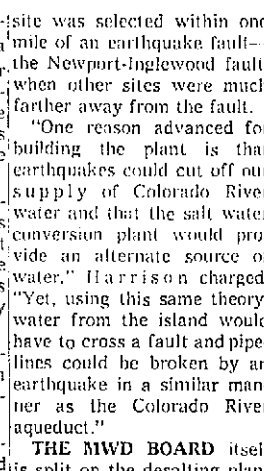 site was selected within one
mile of an earthquake fault—
the Newport-Inglewood fault
when other sites were much
farther away from the fault.
"One reason advanced for
building the plant is that
earthquakes could cut off our
supply of Colorado River
water and that the salt water
conversion plant would pro
vide an alternate source o
water," Harrison charged
"Yet, using this same theory
water from the island would
have to cross a fault and pipe
lines could be broken by an
earthquake in a similar man
ner as the Colorado River
aqueduct."
THE MWD BOARD itsel
is split on the desalting plan